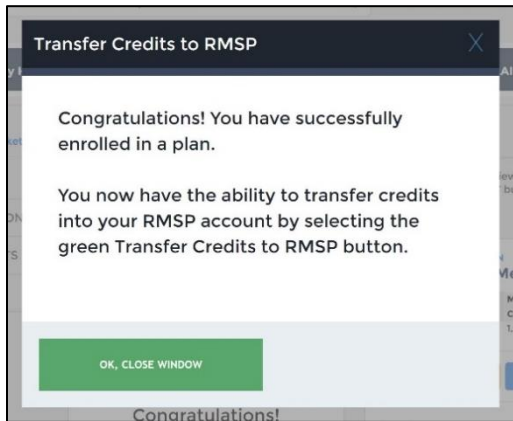 Transfer Credits to RMSP X
Congratulations! You have successfully
enrolled in a plan.
You now have the ability to transfer credits
into your RMSP account by selecting the
green Transfer Credits to RMSP button.
OK, CLOSE WINDOW
Congratulations!